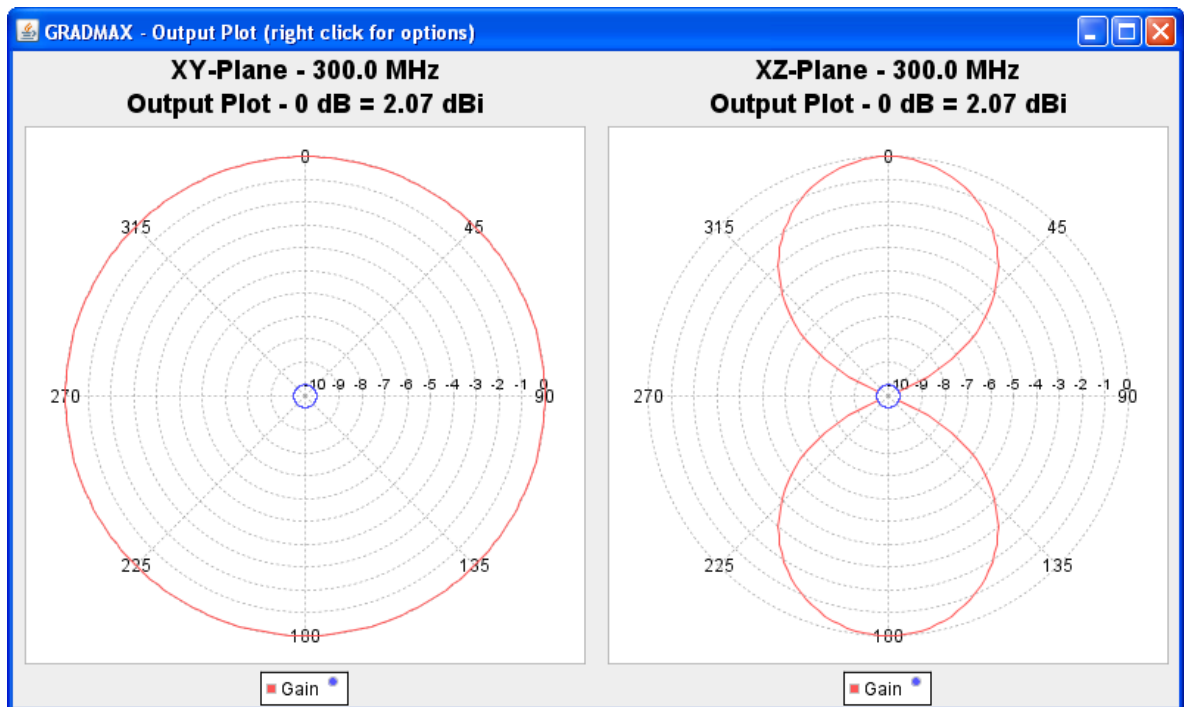 GRADMAX - Output Plot (right click for options)
XY-Plane - 300.0 MHz
Output Plot - 0 dB = 2.07 dBi
0
315
45
270
-10 -9 -8 -7 -6 -5 -4 -3 -2 -1 0
90
225
135
180
Gain
XZ-Plane - 300.0 MHz
Output Plot - 0 dB = 2.07 dBi
0
315
45
270
-10 -9 -8 -7 -6 -5 -4 -3 -2 -1 0
90
225
135
180
Gain